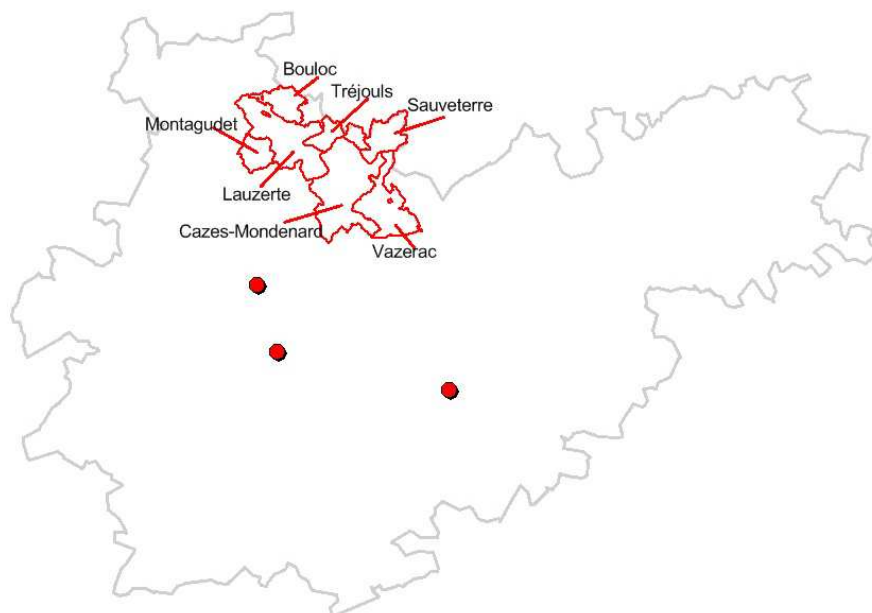 Bouloc
Tréjouls
Sauveterre
Montagudet
Lauzerte
Cazes-Mondenard
Vazerac